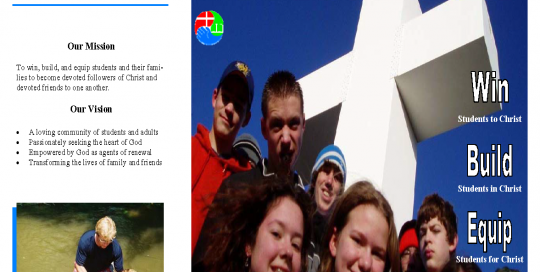 Our Mission
To win, build, and equip students and their fami-
lies to become devoted followers of Christ and
devoted friends to one another.
Our Vision
• A loving community of students and adults
• Passionately seeking the heart of God
• Empowered by God as agents of renewal
• Transforming the lives of family and friends
Win
Students to Christ
Build
Students in Christ
Equip
Students for Christ